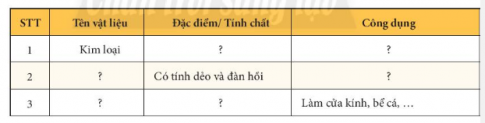 STT Tên vật liệu Đặc điểm/ Tính chất Công dụng
1 Kim loại ? ?
2 ? Có tính dẻo và đàn hồi ?
3 ? ? Làm cửa kính, bể cá, …